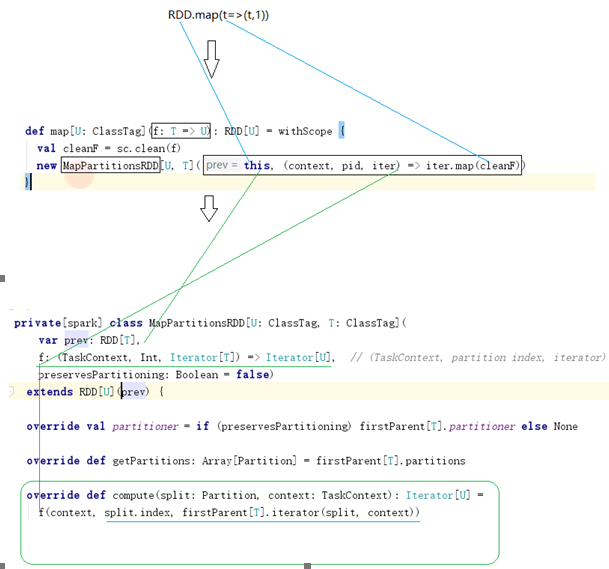 RDD.map(t=>(t,1))
def map[U: ClassTag](f: T => U): RDD[U] = withScope {
val cleanF = sc.clean(f)
new MapPartitionsRDD[U, T]( prev = this, (context, pid, iter) => iter.map(cleanF))
}
private[spark] class MapPartitionsRDD[U: ClassTag, T: ClassTag](
var prev: RDD[T],
f: (TaskContext, Int, Iterator[T]) => Iterator[U], // (TaskContext, partition index, iterator)
preservesPartitioning: Boolean = false)
extends RDD[U](prev) {
override val partitioner = if (preservesPartitioning) firstParent[T].partitioner else None
override def getPartitions: Array[Partition] = firstParent[T].partitions
override def compute(split: Partition, context: TaskContext): Iterator[U] =
f(context, split.index, firstParent[T].iterator(split, context))